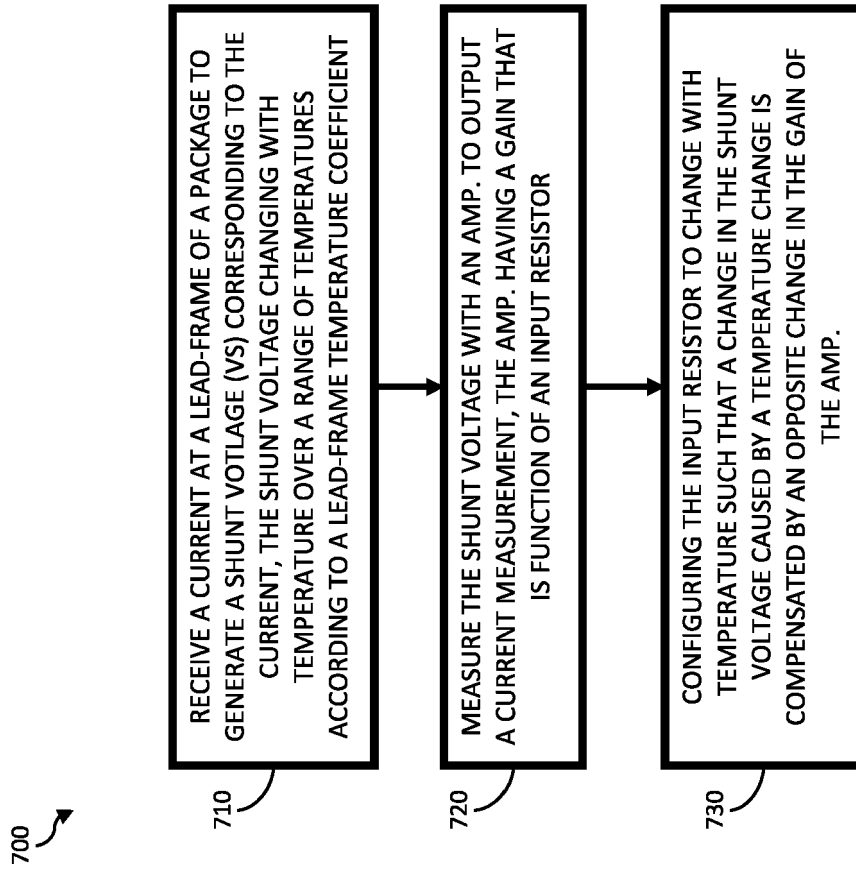 700
710
RECEIVE A CURRENT AT A LEAD-FRAME OF A PACKAGE TO
GENERATE A SHUNT VOTLAGE (VS) CORRESPONDING TO THE
CURRENT, THE SHUNT VOLTAGE CHANGING WITH
TEMPERATURE OVER A RANGE OF TEMPERATURES
ACCORDING TO A LEAD-FRAME TEMPERATURE COEFFICIENT
720
MEASURE THE SHUNT VOLTAGE WITH AN AMP. TO OUTPUT
A CURRENT MEASUREMENT, THE AMP. HAVING A GAIN THAT
IS FUNCTION OF AN INPUT RESISTOR
730
CONFIGURING THE INPUT RESISTOR TO CHANGE WITH
TEMPERATURE SUCH THAT A CHANGE IN THE SHUNT
VOLTAGE CAUSED BY A TEMPERATURE CHANGE IS
COMPENSATED BY AN OPPOSITE CHANGE IN THE GAIN OF
THE AMP.